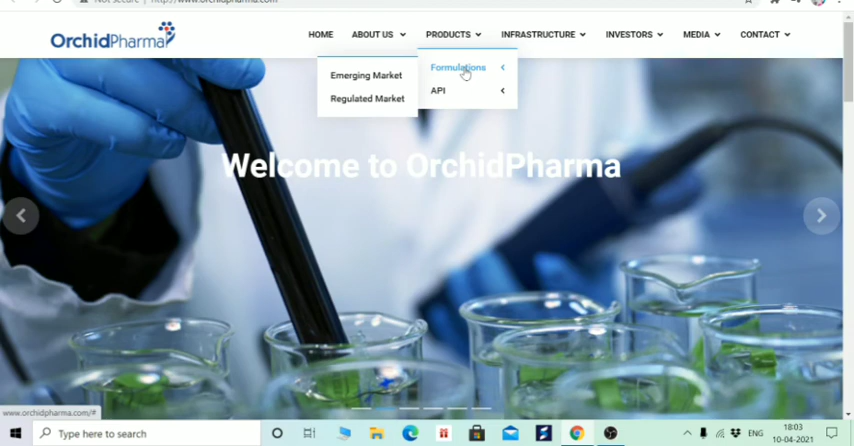 Not secure | http://www.orchidpharma.com
OrchidPharma
HOME ABOUT US PRODUCTS INFRASTRUCTURE INVESTORS MEDIA CONTACT
Formulations
API
Emerging Market
Regulated Market
Welcome to OrchidPharma
www.orchidpharma.com/#
Type here to search
ENG
18:03
10-04-2021